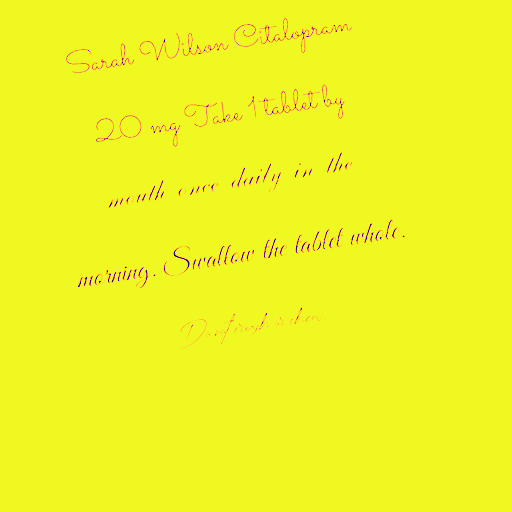 Sarah Wilson Citalopram
20 mg Take 1 tablet by
mouth once daily in the
morning. Swallow the tablet whole.